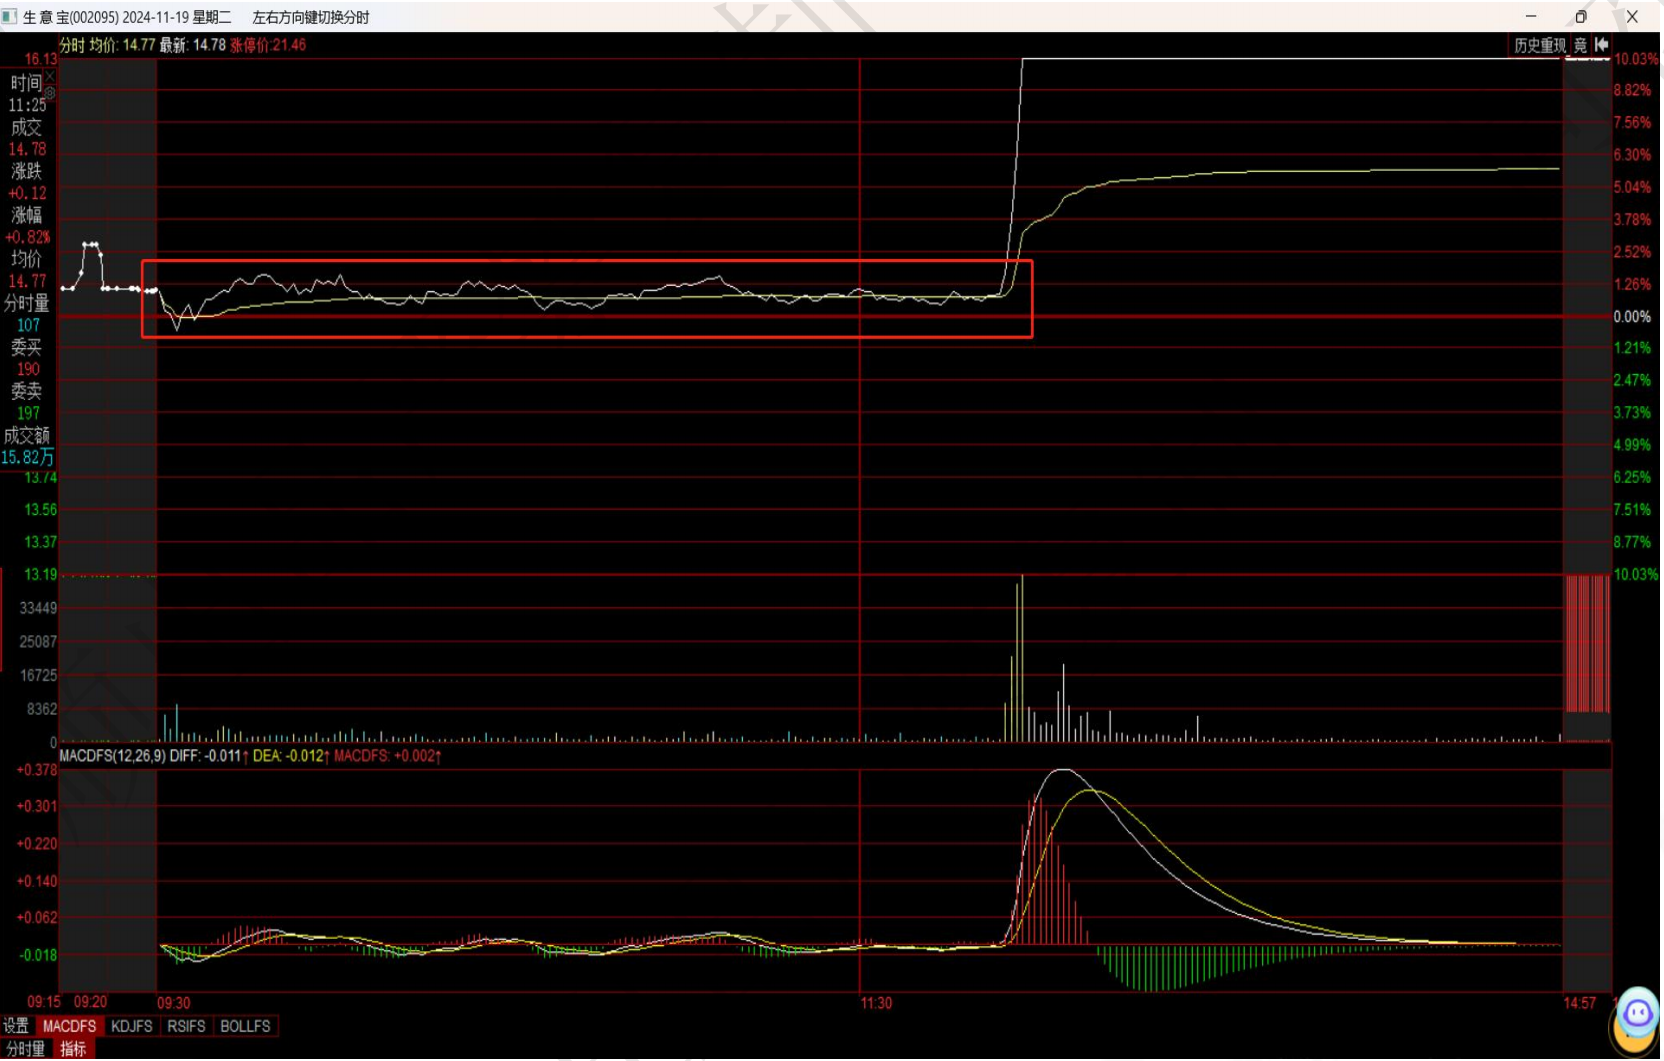 生 意 宝(002095) 2024-11-19 星期二 左右方向键切换分时
分时 均价: 14.77 最新: 14.78 涨停价:21.46
历史重现 竞
16.13
时间
11:25
成交
14.78
涨跌
+0.12
涨幅
+0.82%
均价
14.77
分时量
107
委买
190
委卖
197
成交额
15.82万
13.74
13.56
13.37
13.19
33449
25087
16725
8362
0
10.03%
8.82%
7.56%
6.30%
5.04%
3.78%
2.52%
1.26%
0.00%
1.21%
2.47%
3.73%
4.99%
6.25%
7.51%
8.77%
10.03%
MACDFS(12,26,9) DIFF: -0.011↑ DEA: -0.012↑ MACDFS: +0.002↑
+0.378
+0.301
+0.220
+0.140
+0.062
-0.018
09:15 09:20 09:30 11:30 14:57
设置 MACDFS KDJFS RSIFS BOLLFS
分时量 指标